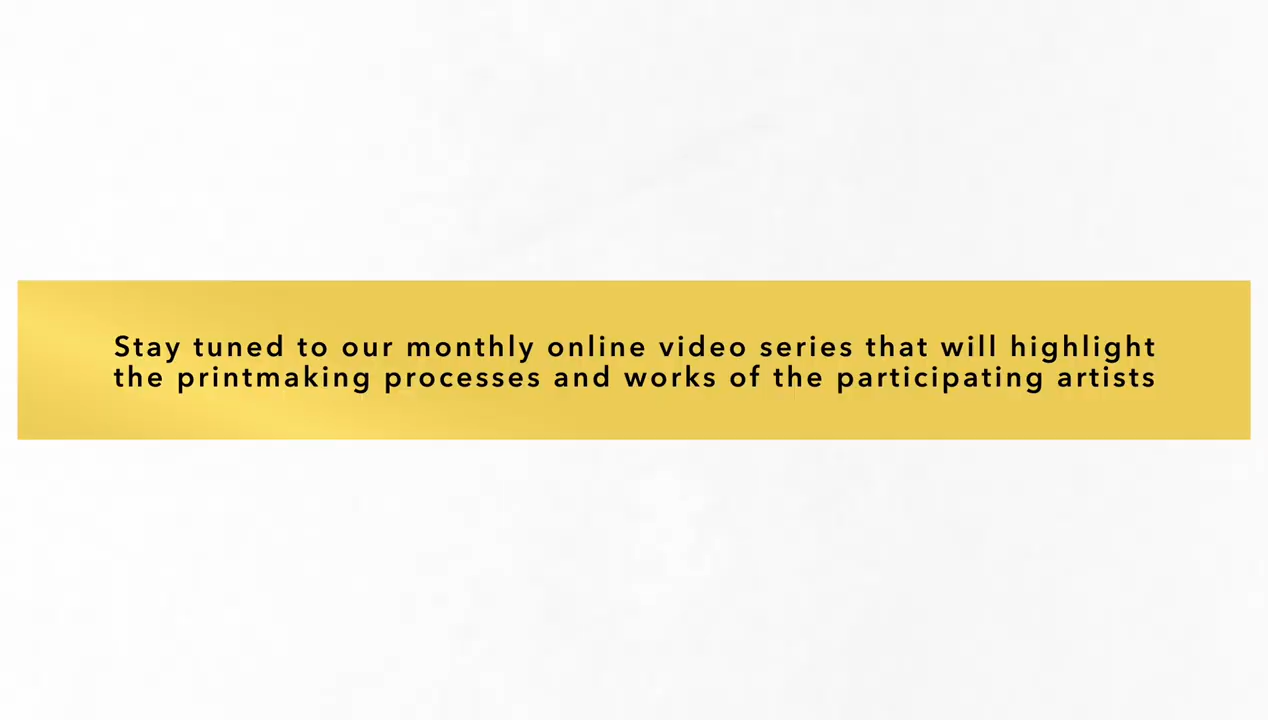 Stay tuned to our monthly online video series that will highlight
the printmaking processes and works of the participating artists